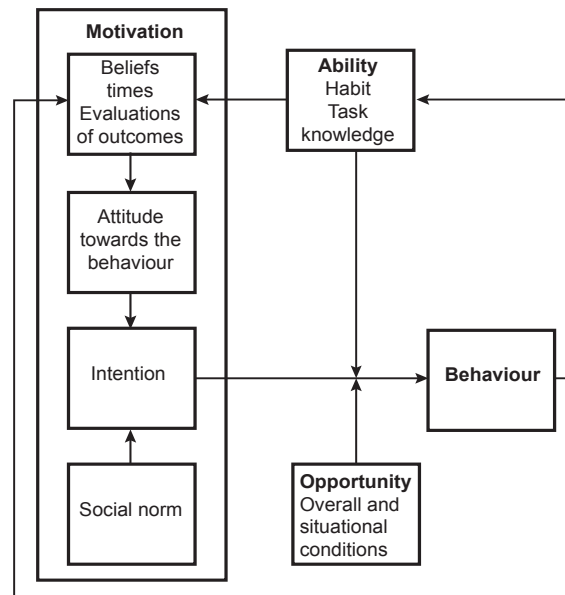 Motivation
Beliefs
times
Evaluations
of outcomes
Attitude
towards the
behaviour
Intention
Social norm
Ability
Habit
Task
knowledge
Opportunity
Overall and
situational
conditions
Behaviour